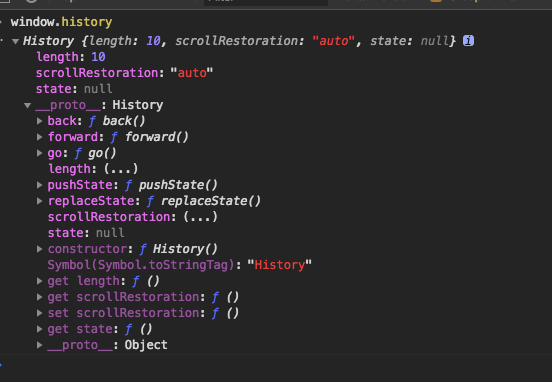 window.history
History {length: 10, scrollRestoration: "auto", state: null} i
length: 10
scrollRestoration: "auto"
state: null
__proto__: History
back: ƒ back()
forward: ƒ forward()
go: ƒ go()
length: (...)
pushState: ƒ pushState()
replaceState: ƒ replaceState()
scrollRestoration: (...)
state: null
constructor: ƒ History()
Symbol(Symbol.toStringTag): "History"
get length: ƒ ()
get scrollRestoration: ƒ ()
set scrollRestoration: ƒ ()
get state: ƒ ()
__proto__: Object